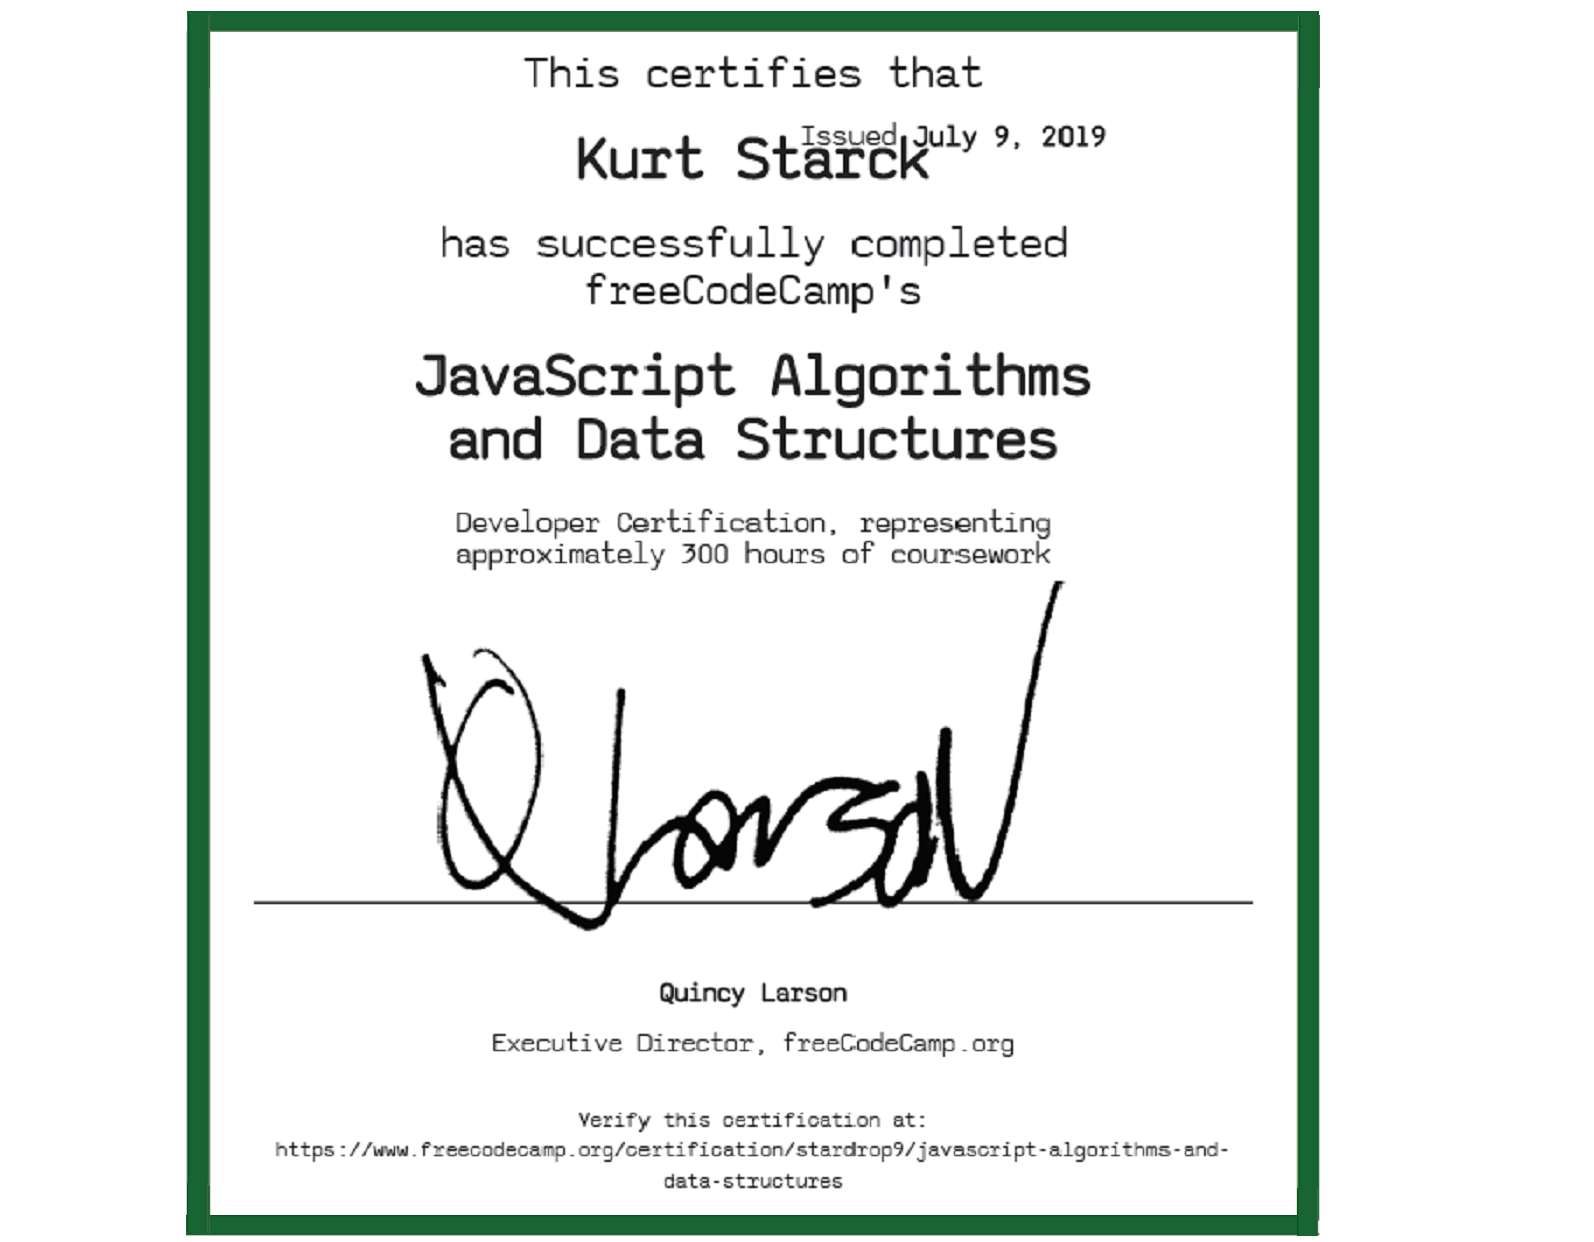 This certifies that
Issued July 9, 2019
Kurt Starck
has successfully completed
freeCodeCamp's
JavaScript Algorithms
and Data Structures
Developer Certification, representing
approximately 300 hours of coursework
Q Larson
Quincy Larson
Executive Director, freeCodeCamp.org
Verify this certification at:
https://www.freecodecamp.org/certification/stardrop9/javascript-algorithms-and-
data-structures